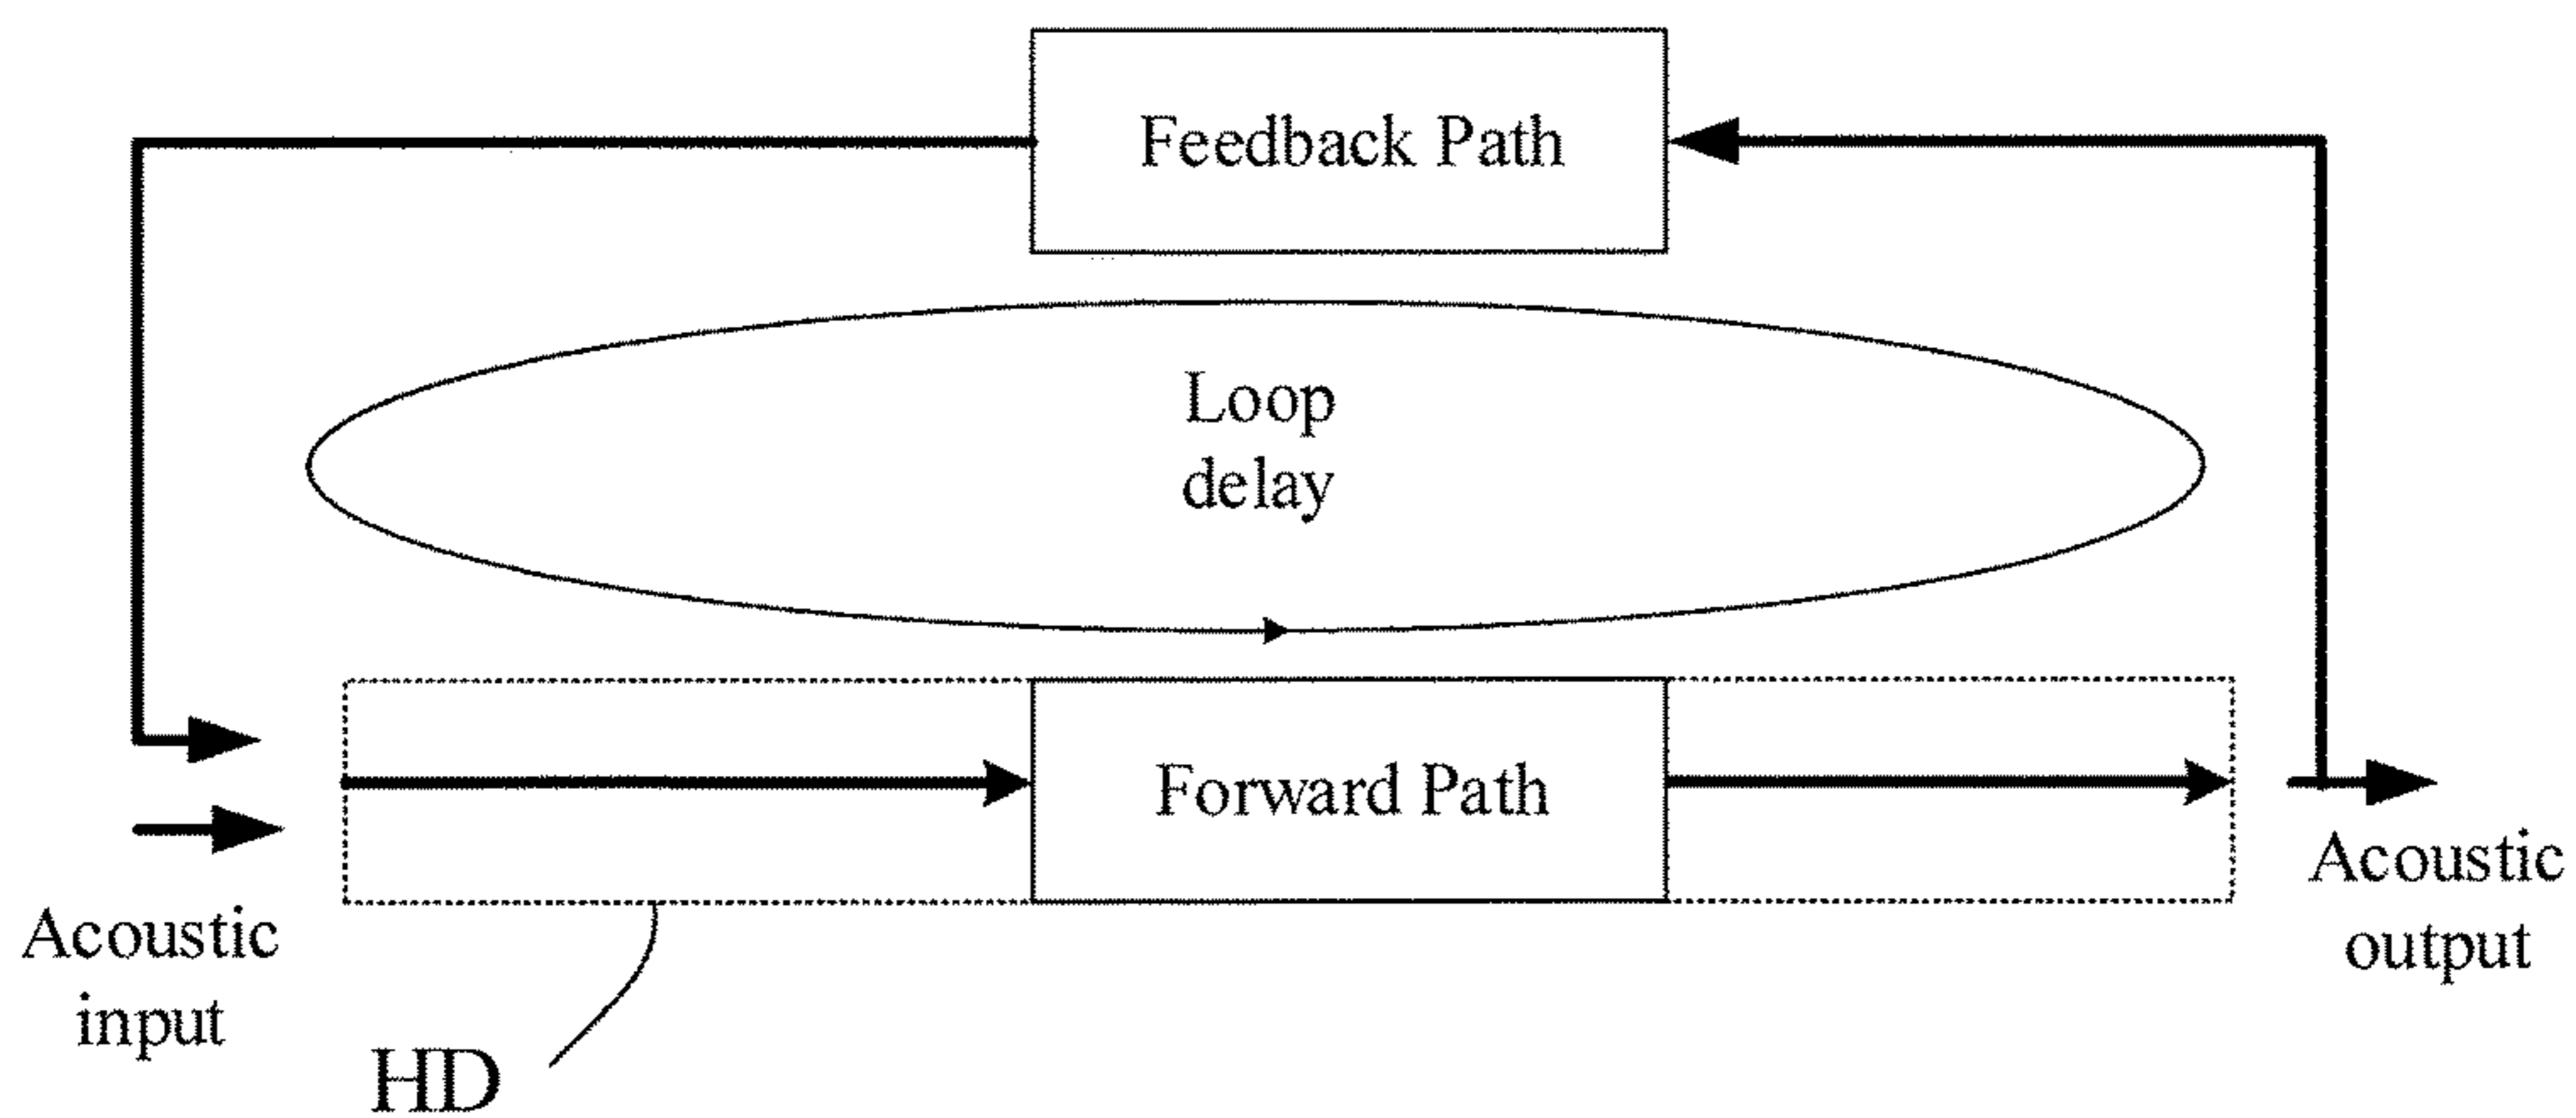 Feedback Path
Loop
delay
Forward Path
Acoustic
input
Acoustic
output
HD